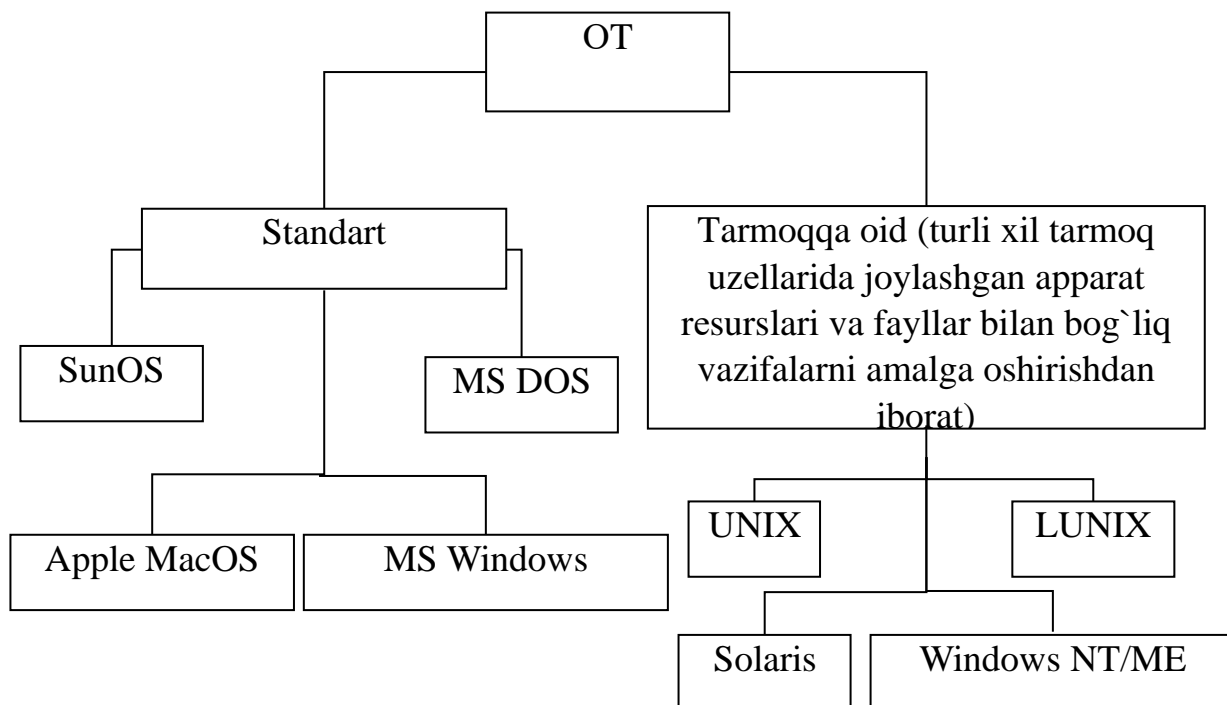 OT
Standart
Tarmoqqa oid (turli xil tarmoq
uzellarida joylashgan apparat
resurslari va fayllar bilan bog`liq
vazifalarni amalga oshirishdan
iborat)
SunOS
MS DOS
Apple MacOS
MS Windows
UNIX
LUNIX
Solaris
Windows NT/ME